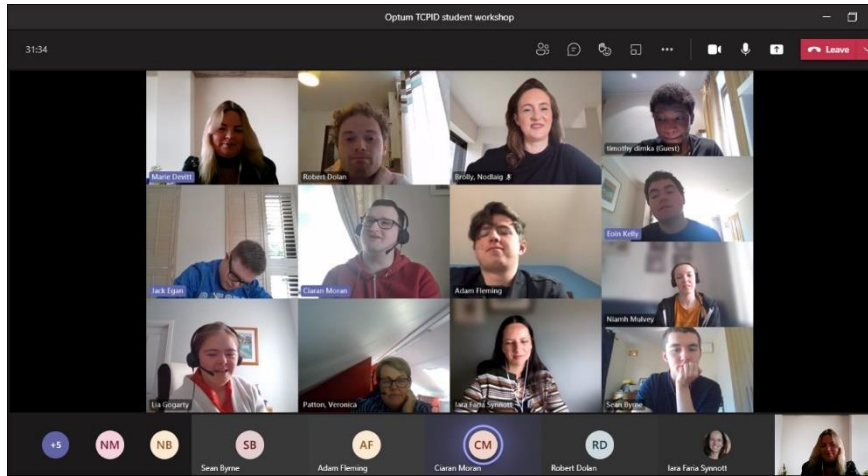 Optum TCPID student workshop
31:34
Leave
Marie Devitt
Robert Dolan
Brolly, Nodlaig
timothy dimka (Guest)
Eoin Kelly
Jack Egan
Ciaran Moran
Adam Fleming
Niamh Mulvey
Lia Gogarty
Patton, Veronica
Iara Faria Synnott
Sean Byrne
+5
NM
NB
SB
AF
CM
RD
Sean Byrne
Adam Fleming
Ciaran Moran
Robert Dolan
Iara Faria Synnott